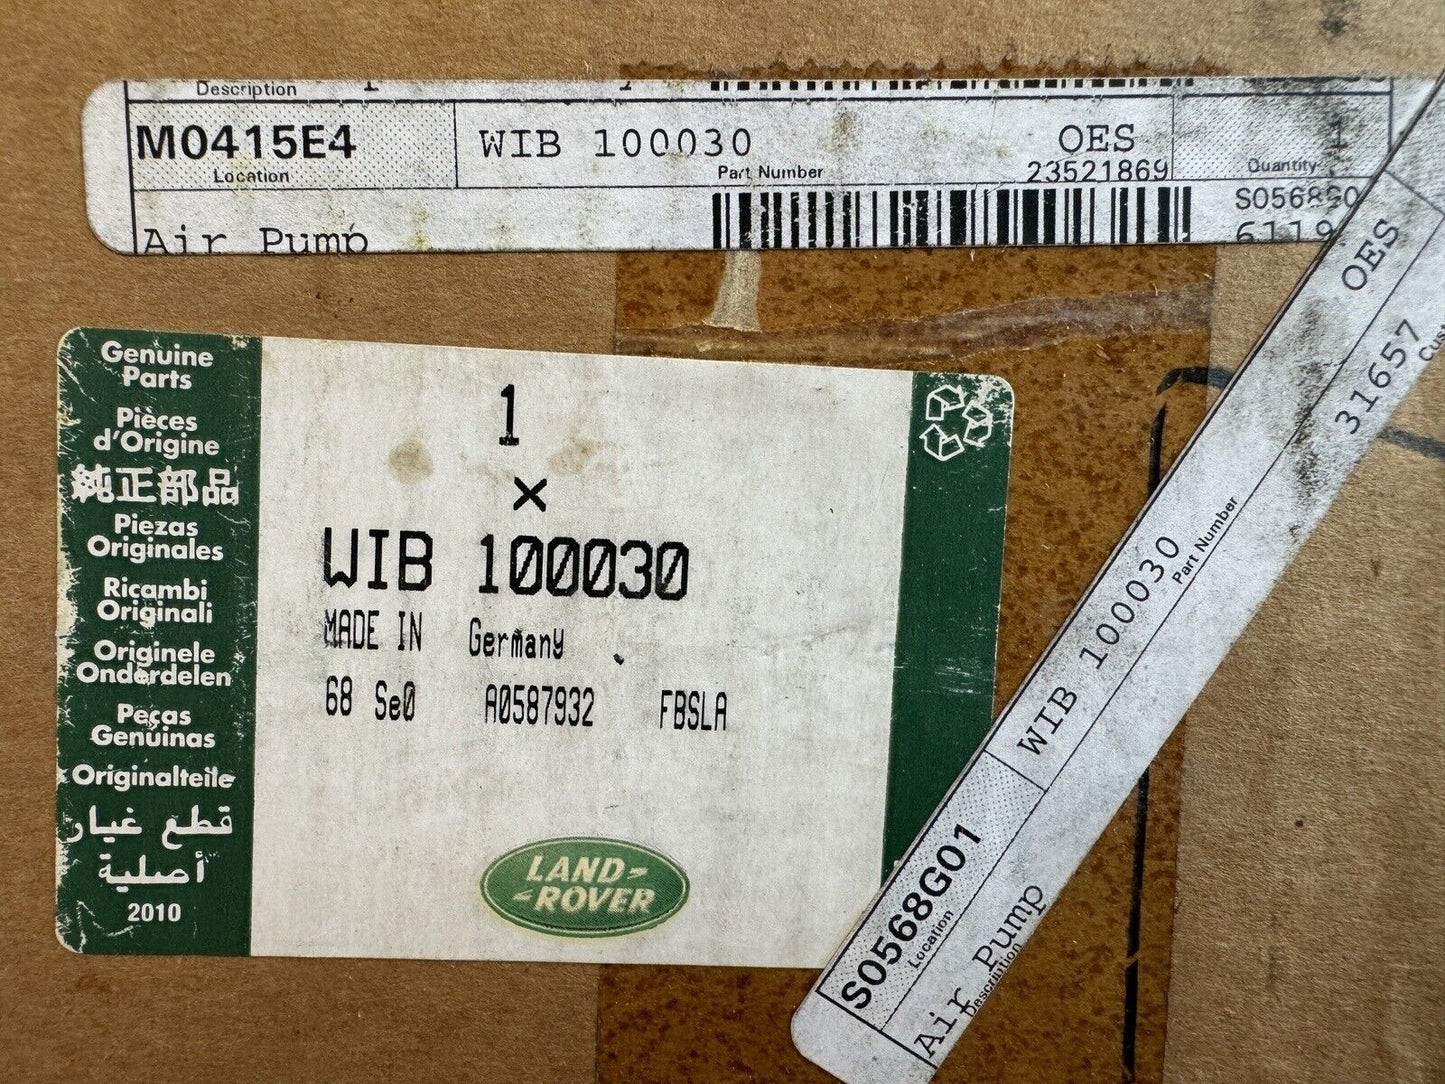 Description
M0415E4
WIB 100030
OES
1
Location
Part Number
23521869
Quantity
Air Pump
Genuine
Parts
Pièces
d'Origine
純正部品
Piezas
Originales
Ricambi
Originali
Originele
Onderdelen
Peças
Genuínas
Originalteile
قطع غيار
أصلية
2010
1
×
WIB 100030
MADE IN Germany
68 Se0 A0587932 FBSLA
LAND-
-ROVER
OES
31657
WIB 100030
Part Number
S0568G01
Location
Air Pump
Description